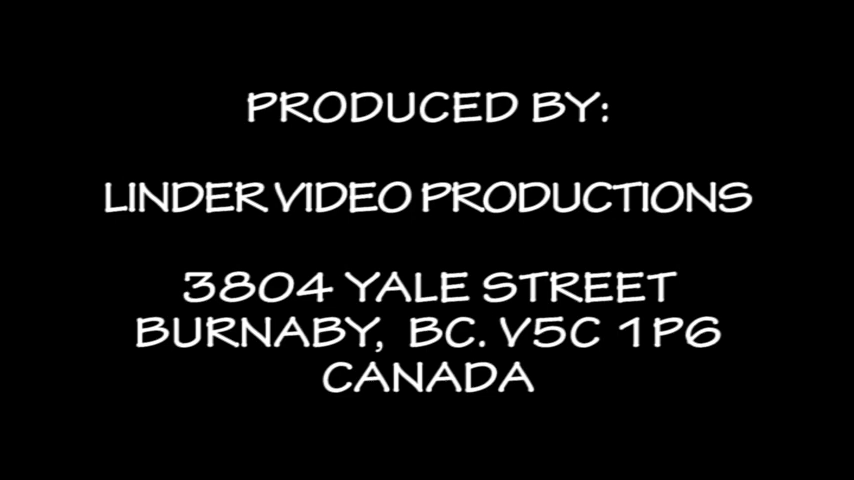 PRODUCED BY:
LINDER VIDEO PRODUCTIONS
3804 YALE STREET
BURNABY, BC. V5C 1P6
CANADA